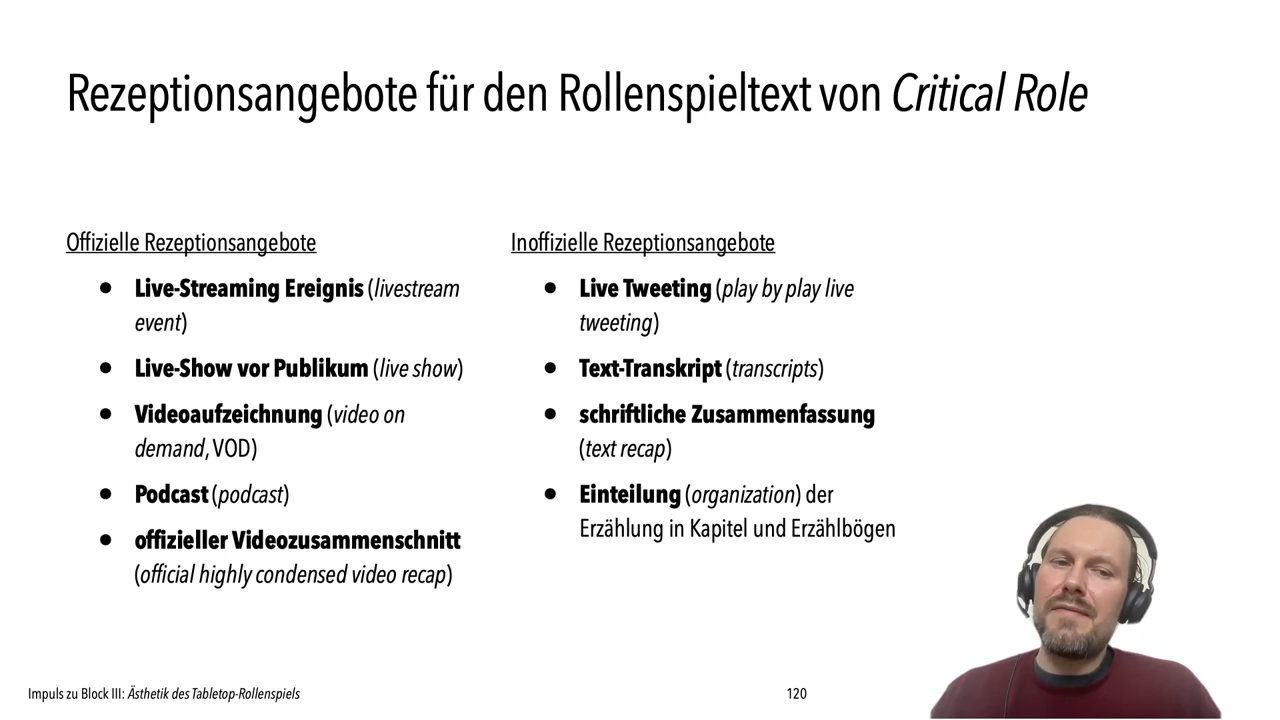 Rezeptionsangebote für den Rollenspieltext von Critical Role
Offizielle Rezeptionsangebote
● Live-Streaming Ereignis (livestream
event)
● Live-Show vor Publikum (live show)
● Videoaufzeichnung (video on
demand, VOD)
● Podcast (podcast)
● offizieller Videozusammenschnitt
(official highly condensed video recap)
Inoffizielle Rezeptionsangebote
● Live Tweeting (play by play live
tweeting)
● Text-Transkript (transcripts)
● schriftliche Zusammenfassung
(text recap)
● Einteilung (organization) der
Erzählung in Kapitel und Erzählbögen
Impuls zu Block III: Ästhetik des Tabletop-Rollenspiels
120